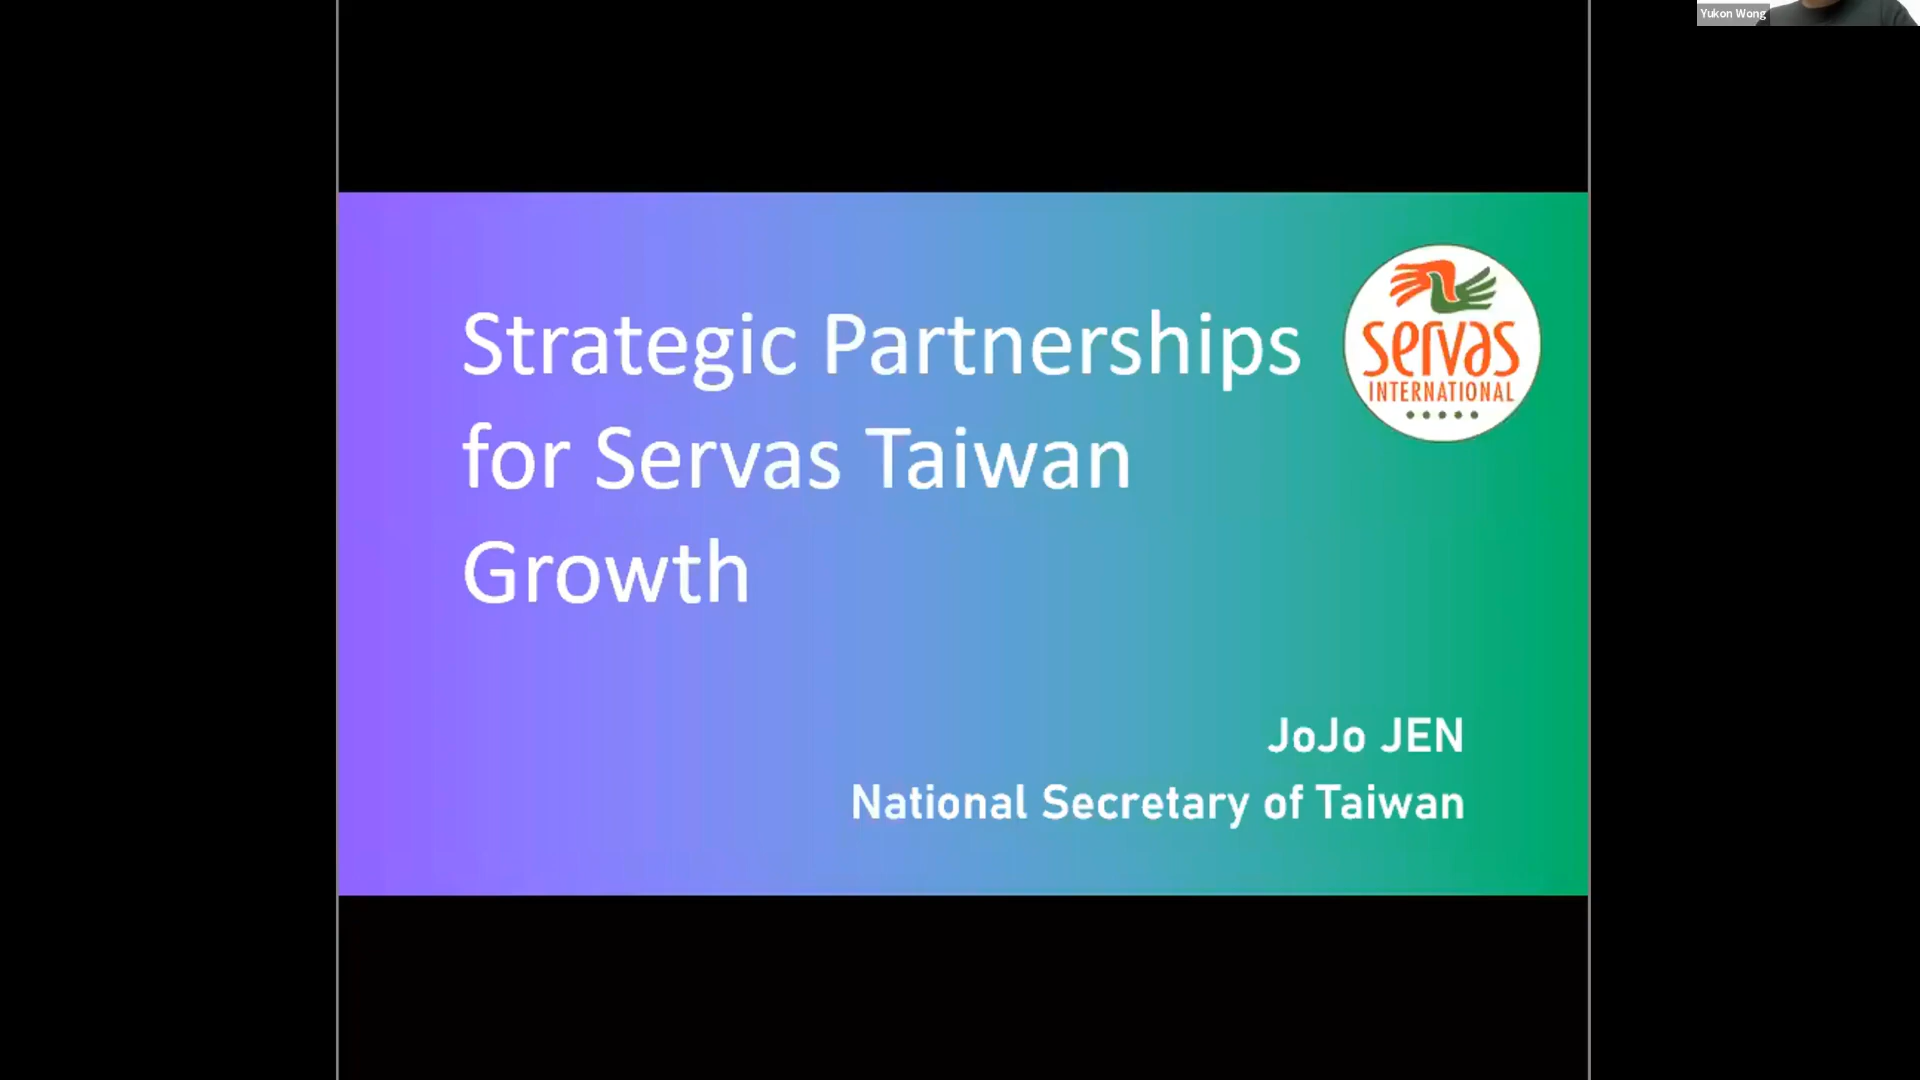 Yukon Wong
Strategic Partnerships
for Servas Taiwan
Growth
servas
INTERNATIONAL
JoJo JEN
National Secretary of Taiwan